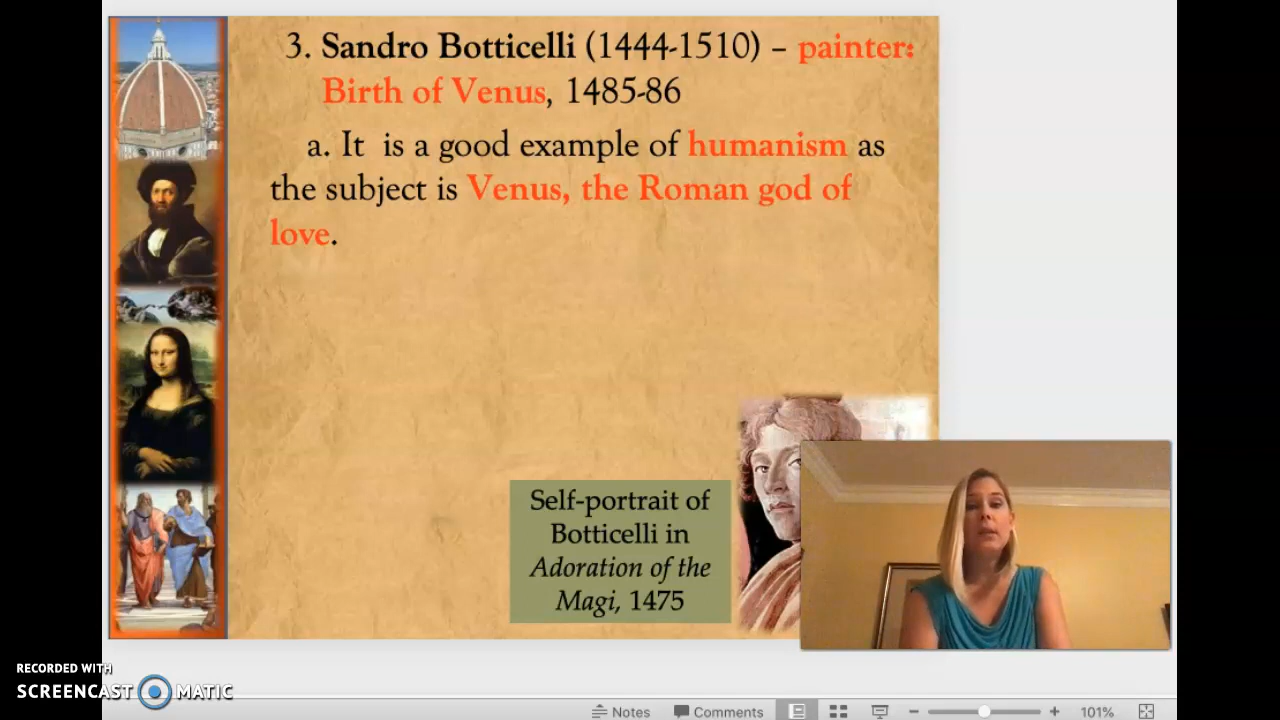 3. Sandro Botticelli (1444-1510) – painter:
Birth of Venus, 1485-86
a. It  is a good example of humanism as
the subject is Venus, the Roman god of
love.
Self-portrait of
Botticelli in
Adoration of the
Magi, 1475
RECORDED WITH
SCREENCAST MATIC
Notes
Comments
101%